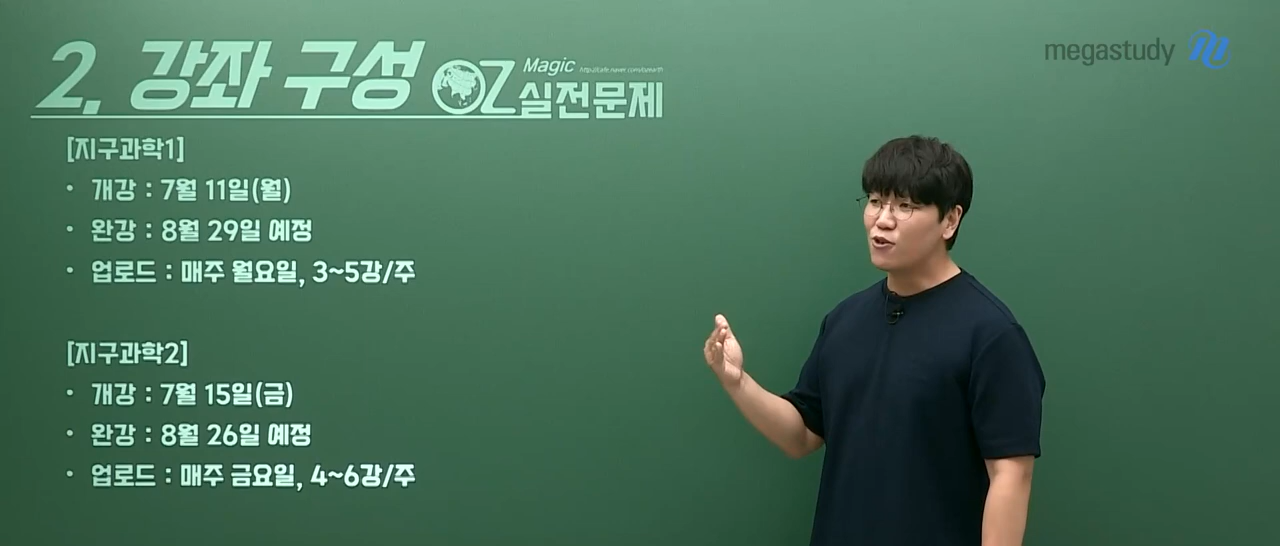 2. 강좌 구성 OZ Magic 실전문제
megastudy
[지구과학1]
• 개강 : 7월 11일(월)
• 완강 : 8월 29일 예정
• 업로드 : 매주 월요일, 3~5강/주
[지구과학2]
• 개강 : 7월 15일(금)
• 완강 : 8월 26일 예정
• 업로드 : 매주 금요일, 4~6강/주